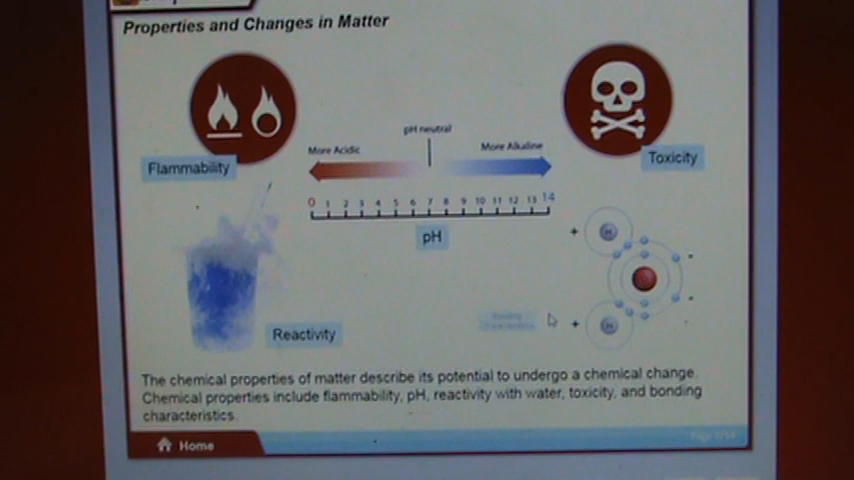 Properties and Changes in Matter
pH neutral
More Acidic
More Alkaline
Flammability
Toxicity
0 1 2 3 4 5 6 7 8 9 10 11 12 13 14
pH
+
H
-
-
Reactivity
+
H
The chemical properties of matter describe its potential to undergo a chemical change.
Chemical properties include flammability, pH, reactivity with water, toxicity, and bonding
characteristics.
Home